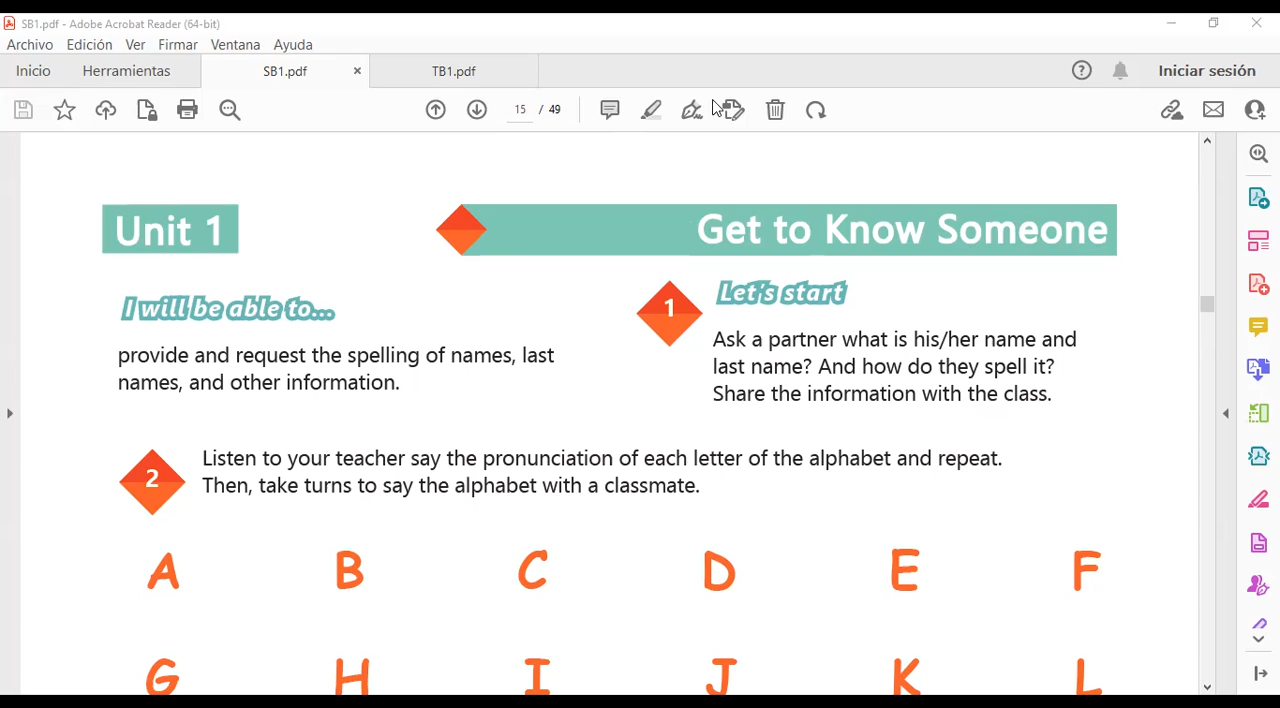 SB1.pdf - Adobe Acrobat Reader (64-bit)
Archivo Edición Ver Firmar Ventana Ayuda
Inicio Herramientas SB1.pdf × TB1.pdf Iniciar sesión
15 / 49
Unit 1 Get to Know Someone
I will be able to...
provide and request the spelling of names, last
names, and other information.
1 Let's start
Ask a partner what is his/her name and
last name? And how do they spell it?
Share the information with the class.
2 Listen to your teacher say the pronunciation of each letter of the alphabet and repeat.
Then, take turns to say the alphabet with a classmate.
A B C D E F
G H I J K L